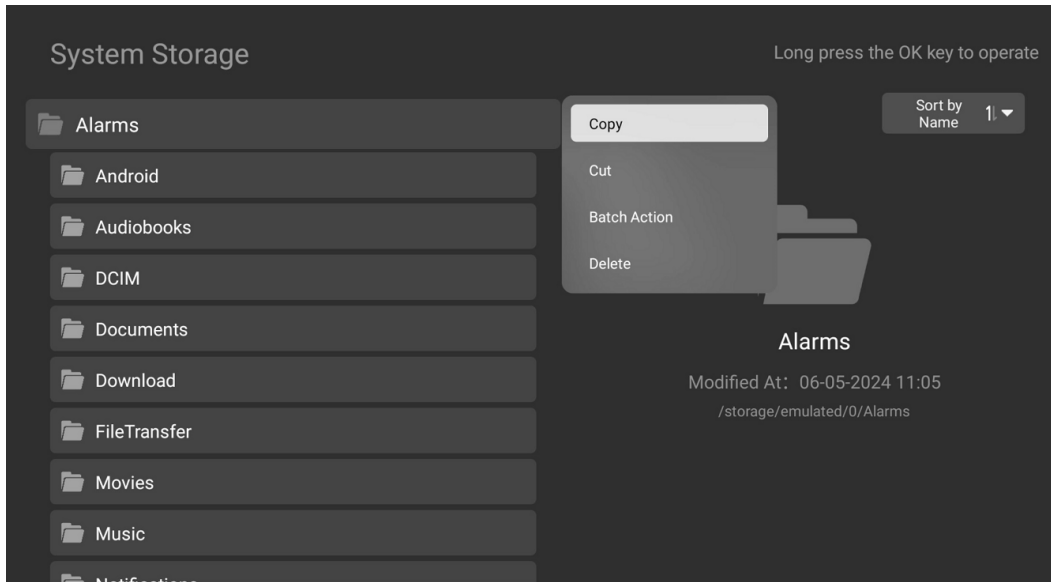 System Storage
Long press the OK key to operate
Alarms
Android
Audiobooks
DCIM
Documents
Download
FileTransfer
Movies
Music
Notifications
Copy
Cut
Batch Action
Delete
Sort by
Name
Alarms
Modified At：06-05-2024 11:05
/storage/emulated/0/Alarms